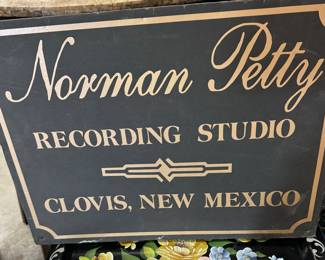 Norman Petty
RECORDING STUDIO
CLOVIS, NEW MEXICO